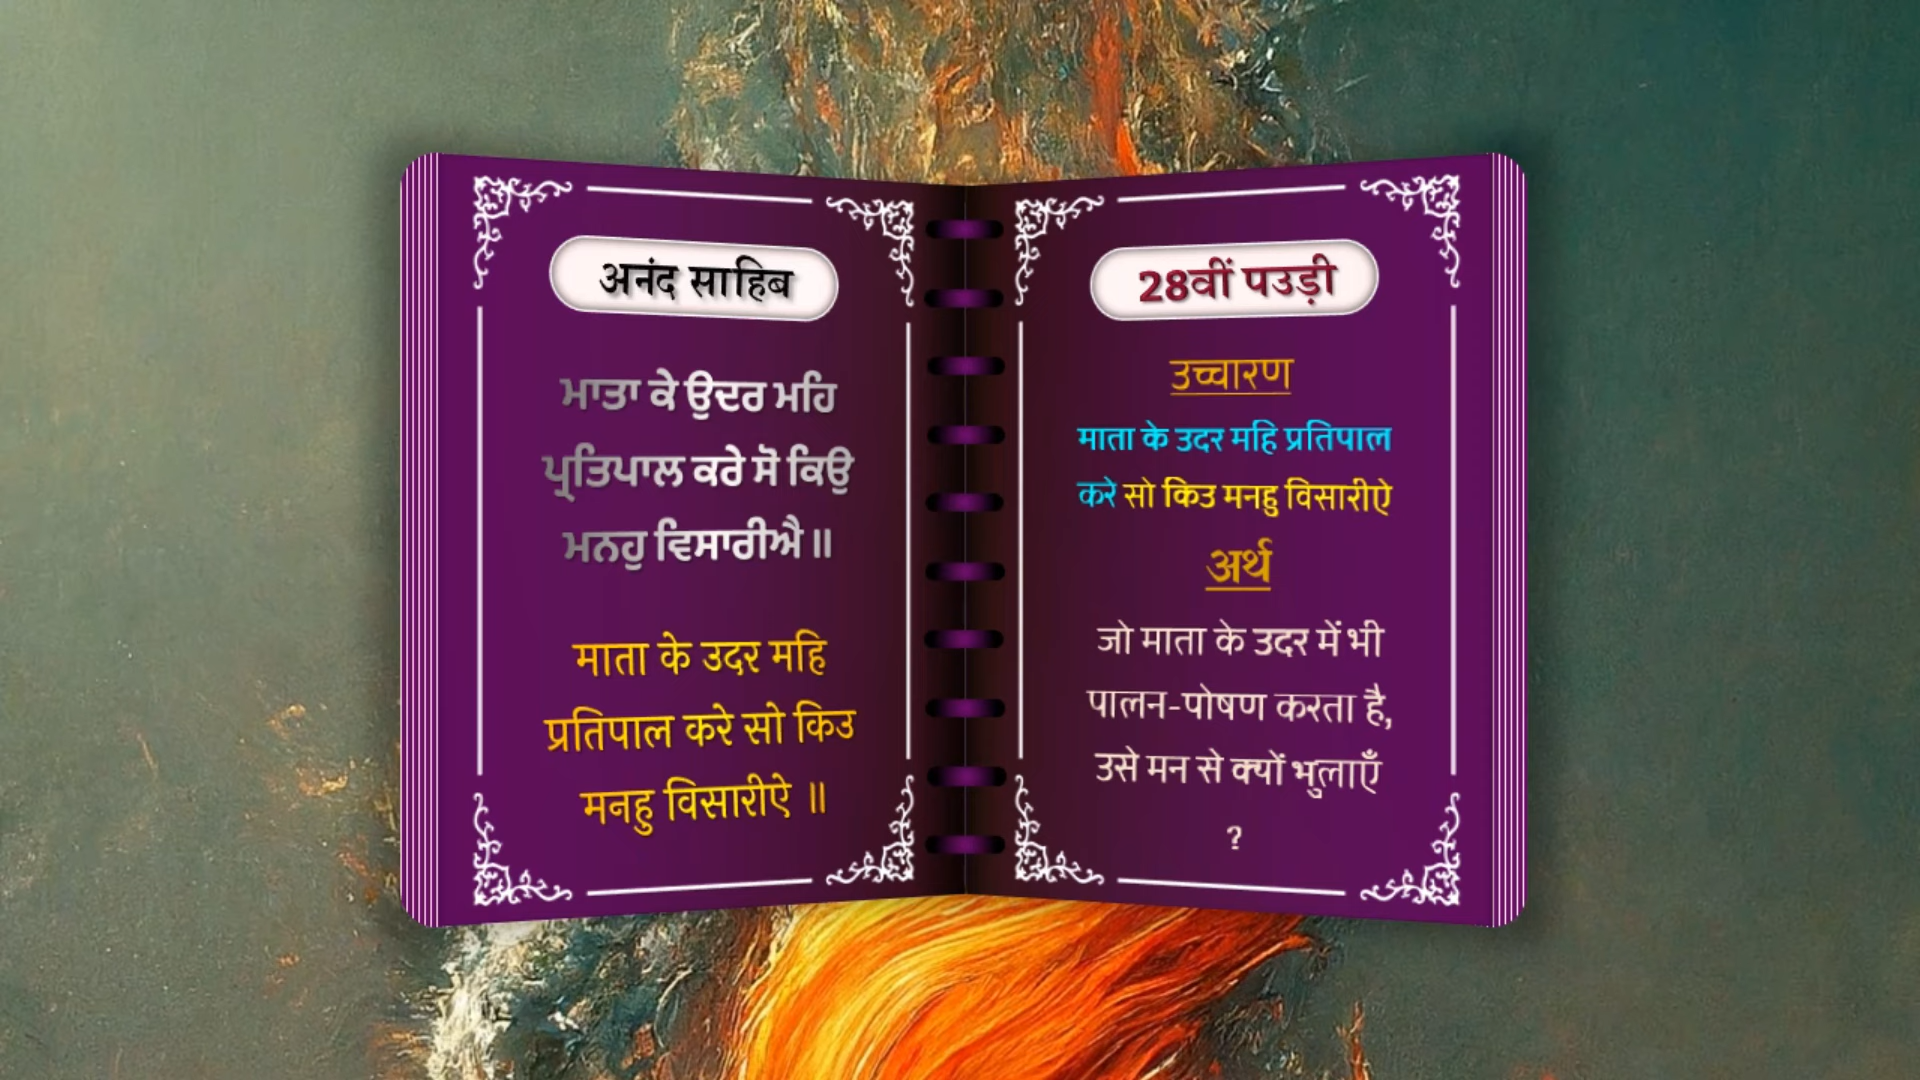 अनंद साहिब
ਮਾਤਾ ਕੇ ਉਦਰ ਮਹਿ
ਪ੍ਰਤਿਪਾਲ ਕਰੇ ਸੋ ਕਿਉ
ਮਨਹੁ ਵਿਸਾਰੀਐ ॥
माता के उदर महि
प्रतिपाल करे सो किउ
मनहु विसारीऐ ॥
28वीं पउड़ी
उच्चारण
माता के उदर महि प्रतिपाल
करे सो किउ मनहु विसारीऐ
अर्थ
जो माता के उदर में भी
पालन-पोषण करता है,
उसे मन से क्यों भुलाएँ
?